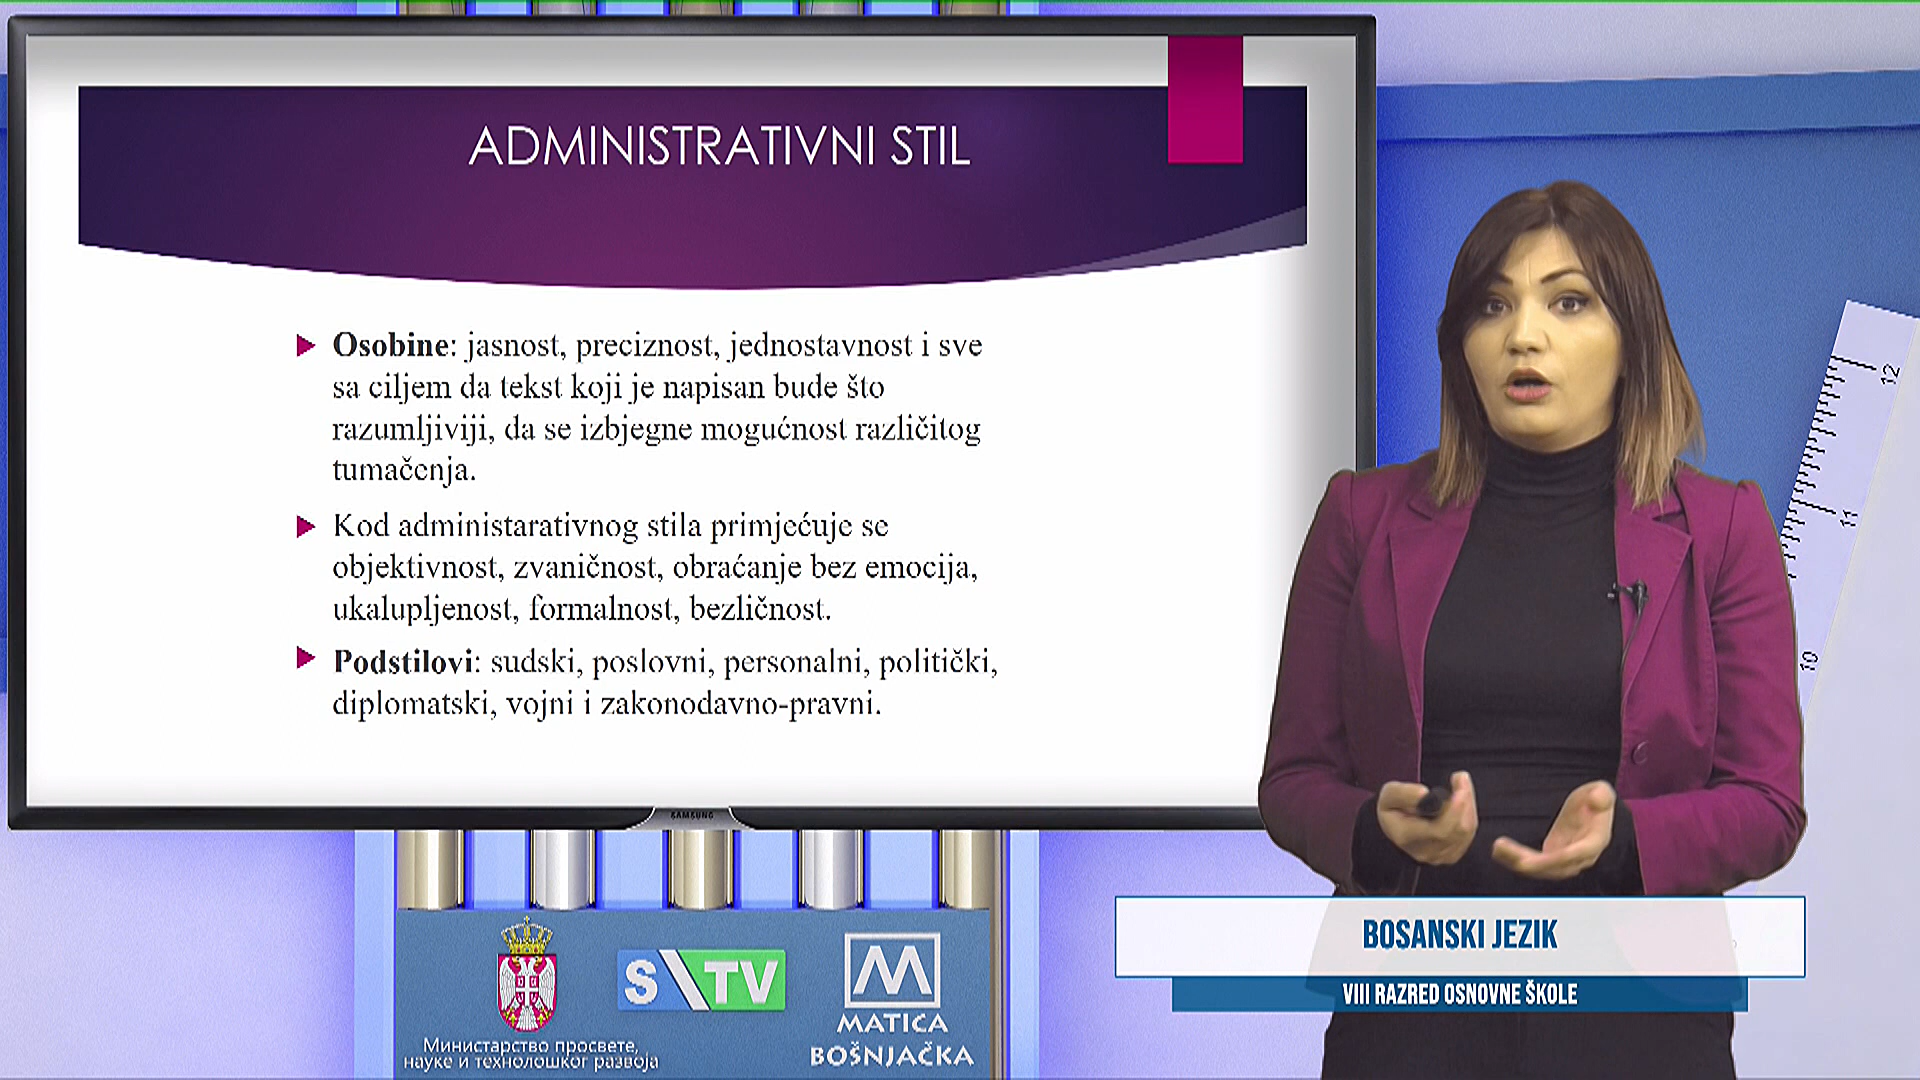 ADMINISTRATIVNI STIL
Osobine: jasnost, preciznost, jednostavnost i sve
sa ciljem da tekst koji je napisan bude što
razumljiviji, da se izbjegne mogućnost različitog
tumačenja.
Kod administarativnog stila primjećuje se
objektivnost, zvaničnost, obraćanje bez emocija,
ukalupljenost, formalnost, bezličnost.
Podstilovi: sudski, poslovni, personalni, politički,
diplomatski, vojni i zakonodavno-pravni.
SAMSUNG
12
11
10
BOSANSKI JEZIK
VIII RAZRED OSNOVNE ŠKOLE
S TV
MATICA
BOŠNJAČKA
Министарство просвете,
науке и технолошког развоја